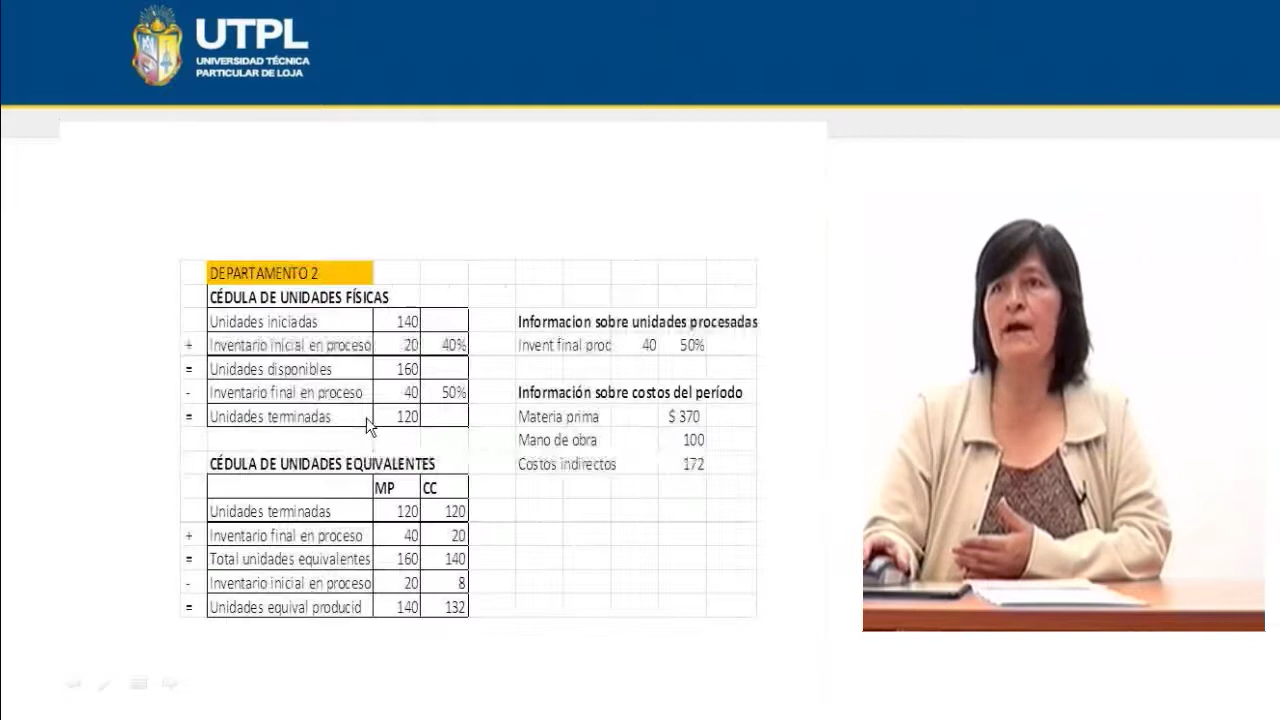 UTPL
UNIVERSIDAD TÉCNICA
PARTICULAR DE LOJA
DEPARTAMENTO 2
CÉDULA DE UNIDADES FÍSICAS
Unidades iniciadas 140
+ Inventario inicial en proceso 20 40%
= Unidades disponibles 160
- Inventario final en proceso 40 50%
= Unidades terminadas 120
CÉDULA DE UNIDADES EQUIVALENTES
MP CC
Unidades terminadas 120 120
+ Inventario final en proceso 40 20
= Total unidades equivalentes 160 140
- Inventario inicial en proceso 20 8
= Unidades equival producid 140 132
Informacion sobre unidades procesadas
Invent final proc 40 50%
Información sobre costos del período
Materia prima $ 370
Mano de obra 100
Costos indirectos 172